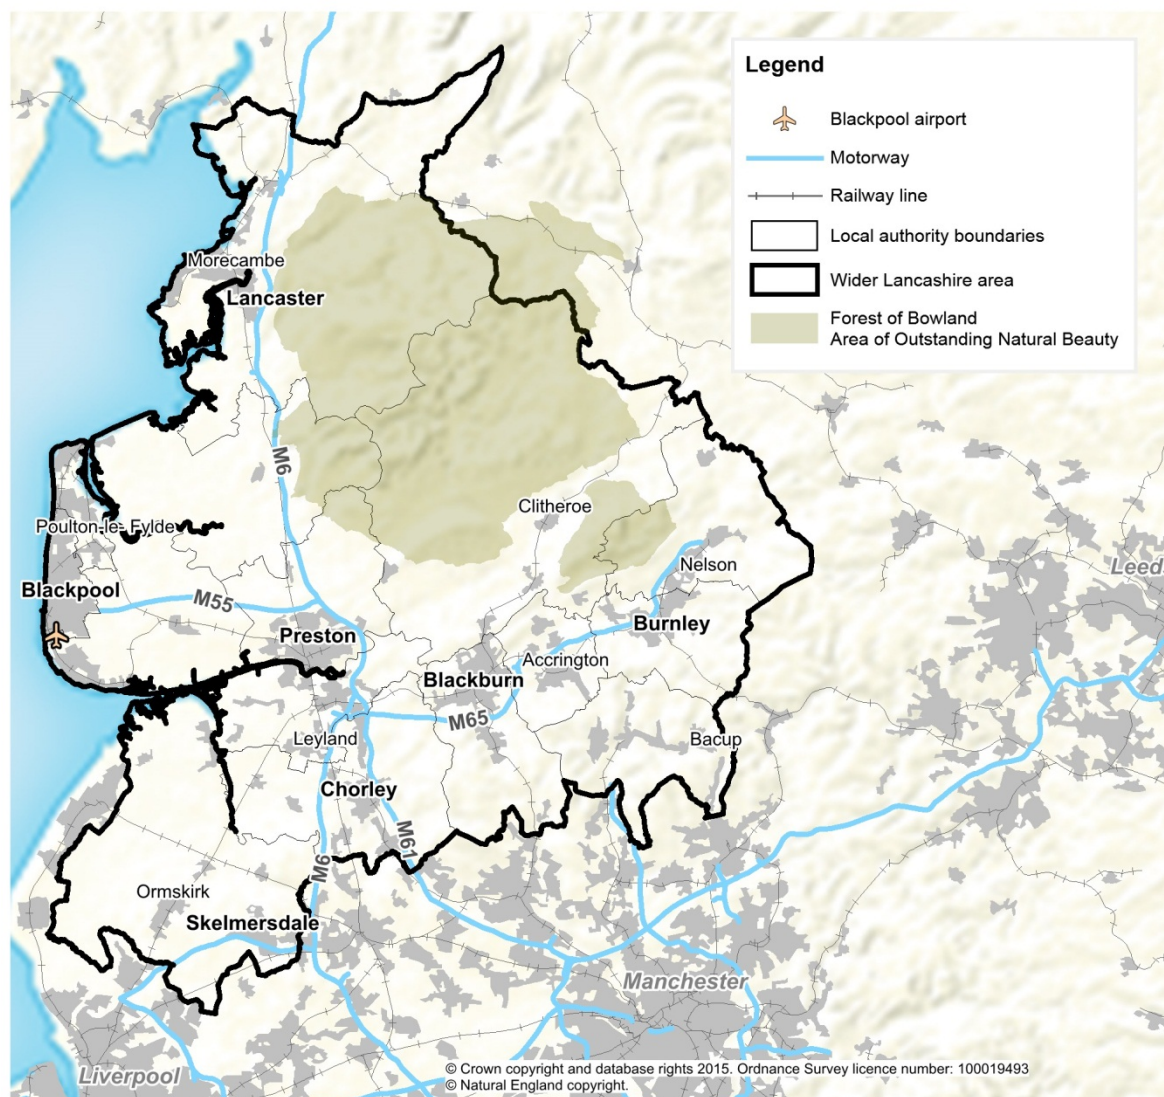 Legend
Blackpool airport
Motorway
Railway line
Local authority boundaries
Wider Lancashire area
Forest of Bowland
Area of Outstanding Natural Beauty
Morecambe
Lancaster
M6
Clitheroe
Poulton-le- Fylde
Nelson
Leed
Blackpool
M55
Preston
Burnley
Accrington
Blackburn
M65
Leyland
Bacup
Chorley
M61
M6
Ormskirk
Skelmersdale
Manchester
Liverpool
© Crown copyright and database rights 2015. Ordnance Survey licence number: 100019493
© Natural England copyright.